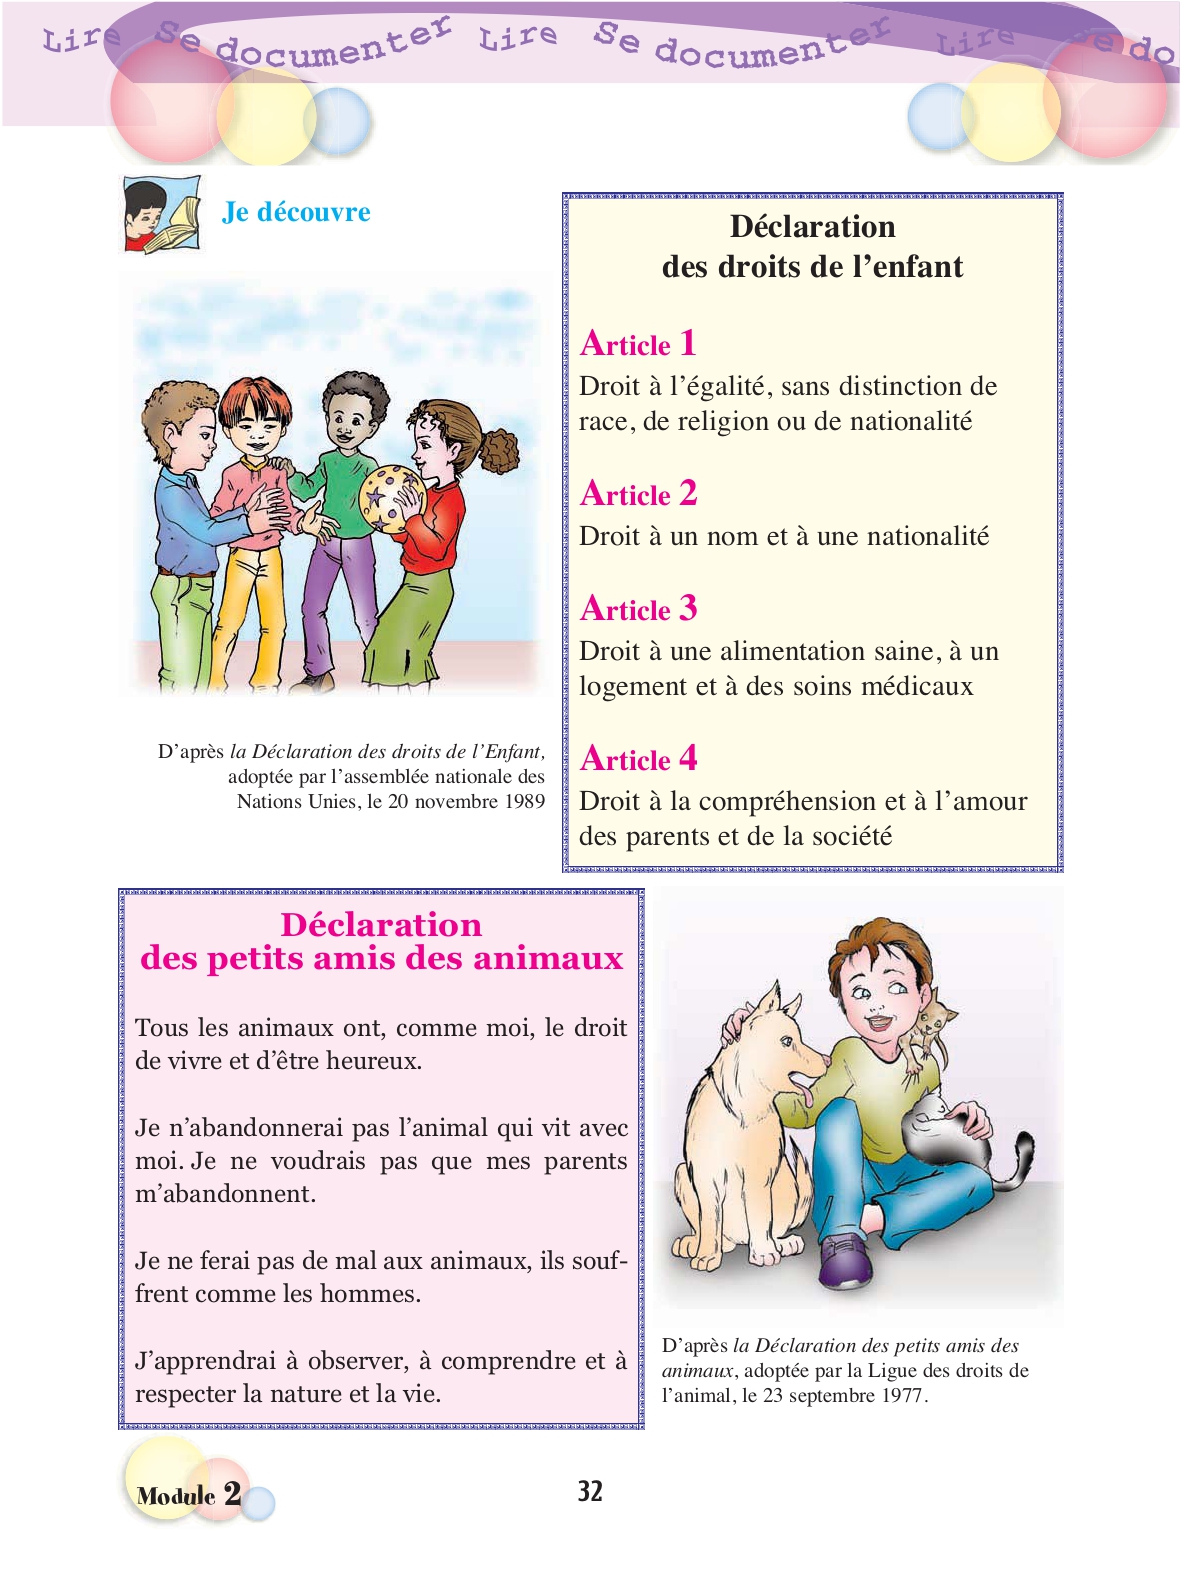 Lire Se documenter Lire Se documenter Lire Se do
Je découvre
Déclaration
des droits de l’enfant
Article 1
Droit à l’égalité, sans distinction de
race, de religion ou de nationalité
Article 2
Droit à un nom et à une nationalité
Article 3
Droit à une alimentation saine, à un
logement et à des soins médicaux
Article 4
Droit à la compréhension et à l’amour
des parents et de la société
D’après la Déclaration des droits de l’Enfant,
adoptée par l’assemblée nationale des
Nations Unies, le 20 novembre 1989
Déclaration
des petits amis des animaux
Tous les animaux ont, comme moi, le droit
de vivre et d’être heureux.
Je n’abandonnerai pas l’animal qui vit avec
moi. Je ne voudrais pas que mes parents
m’abandonnent.
Je ne ferai pas de mal aux animaux, ils souf-
frent comme les hommes.
J’apprendrai à observer, à comprendre et à
respecter la nature et la vie.
D’après la Déclaration des petits amis des
animaux, adoptée par la Ligue des droits de
l’animal, le 23 septembre 1977.
Module 2
32